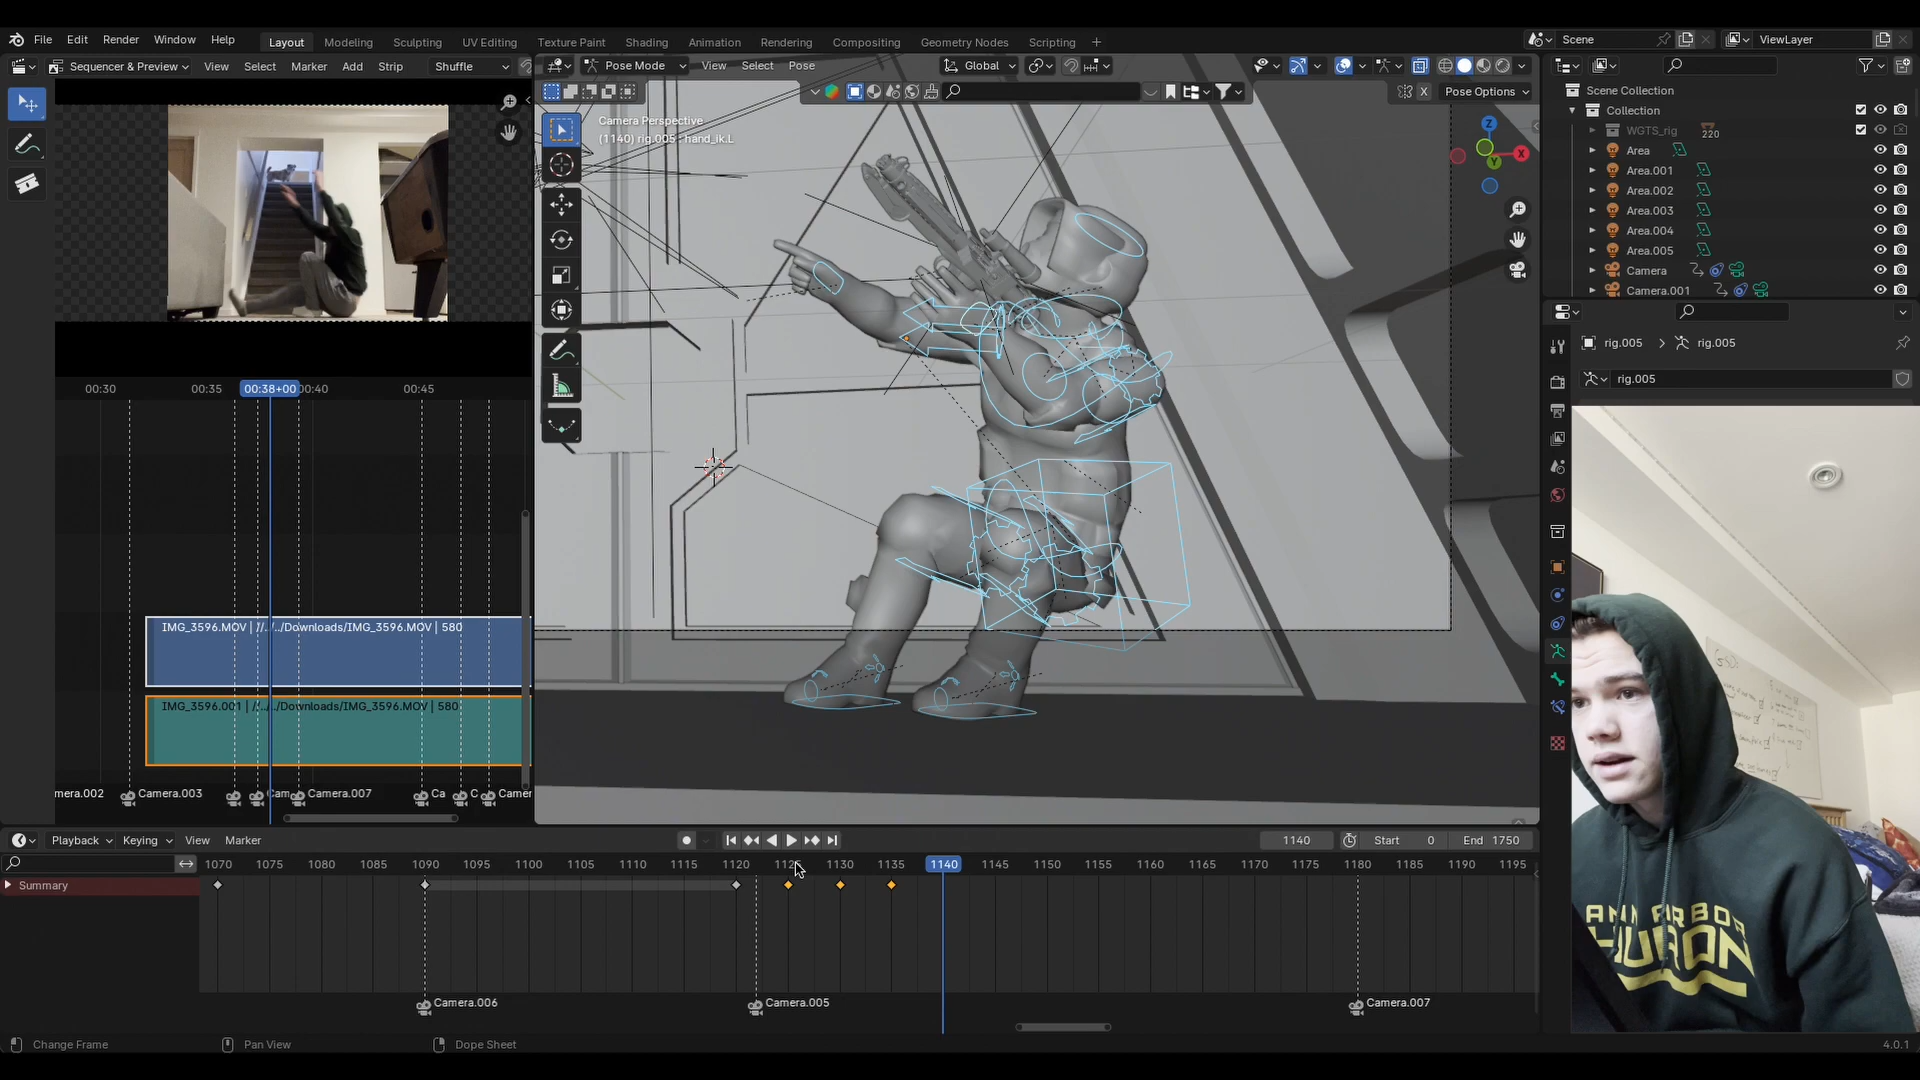 File Edit Render Window Help
Layout Modeling Sculpting UV Editing Texture Paint Shading Animation Rendering Compositing Geometry Nodes Scripting +
Scene
ViewLayer
Sequencer & Preview View Select Marker Add Strip Shuffle
Pose Mode View Select Pose
Global
X Pose Options
Camera Perspective
(1140) rig.005 : hand_ik.L
Z
X
Y
Scene Collection
Collection
WGTS_rig 220
Area
Area.001
Area.002
Area.003
Area.004
Area.005
Camera
Camera.001
rig.005 > rig.005
rig.005
00:30 00:35 00:38+00 00:40 00:45
IMG_3596.MOV | //../../Downloads/IMG_3596.MOV | 580
IMG_3596.001 | //../../Downloads/IMG_3596.MOV | 580
mera.002 Camera.003 Cam Camera.007 Ca C Camer
Playback Keying View Marker
1140 Start 0 End 1750
1070 1075 1080 1085 1090 1095 1100 1105 1110 1115 1120 1125 1130 1135 1140 1145 1150 1155 1160 1165 1170 1175 1180 1185 1190 1195
Summary
Camera.006 Camera.005 Camera.007
ANN ARBOR
HURON
Change Frame Pan View Dope Sheet 4.0.1